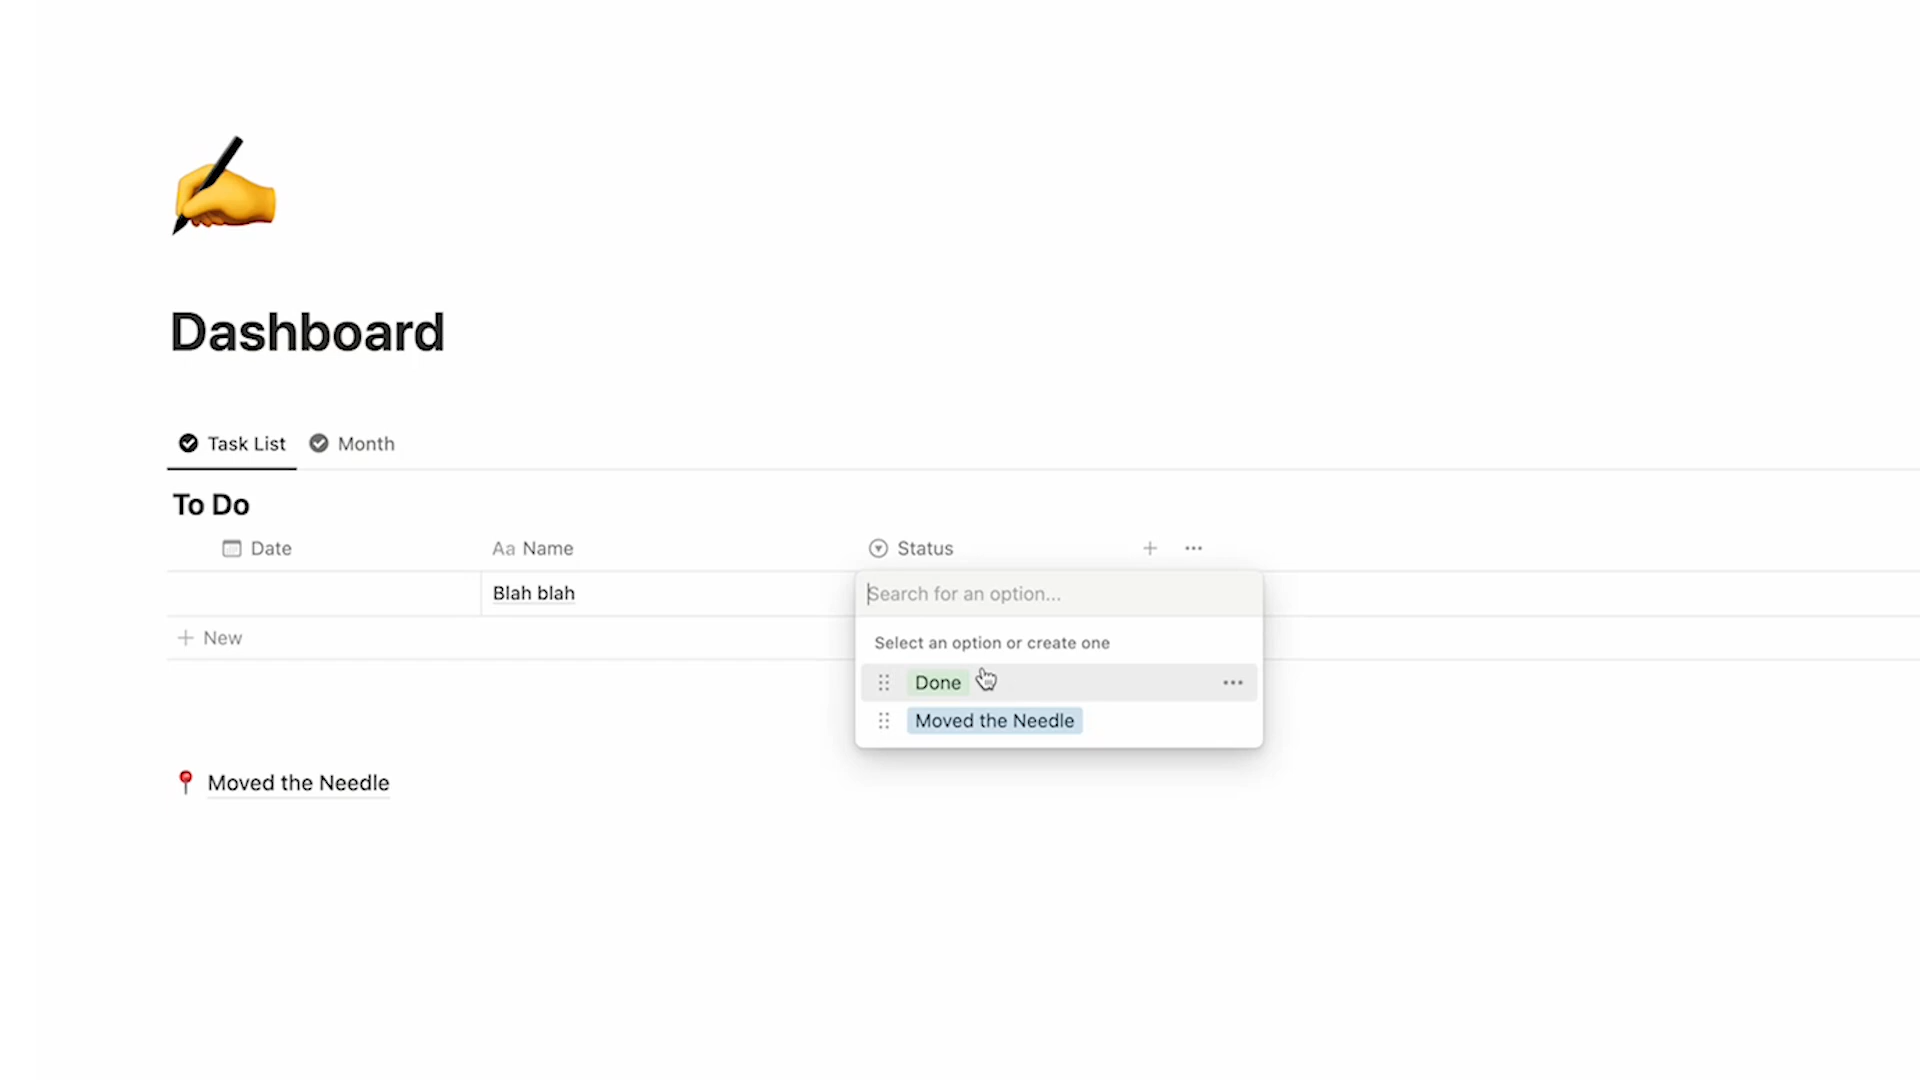 Dashboard
Task List Month
To Do
Date Aa Name Status
Blah blah
Search for an option...
New
Select an option or create one
Done
Moved the Needle
Moved the Needle